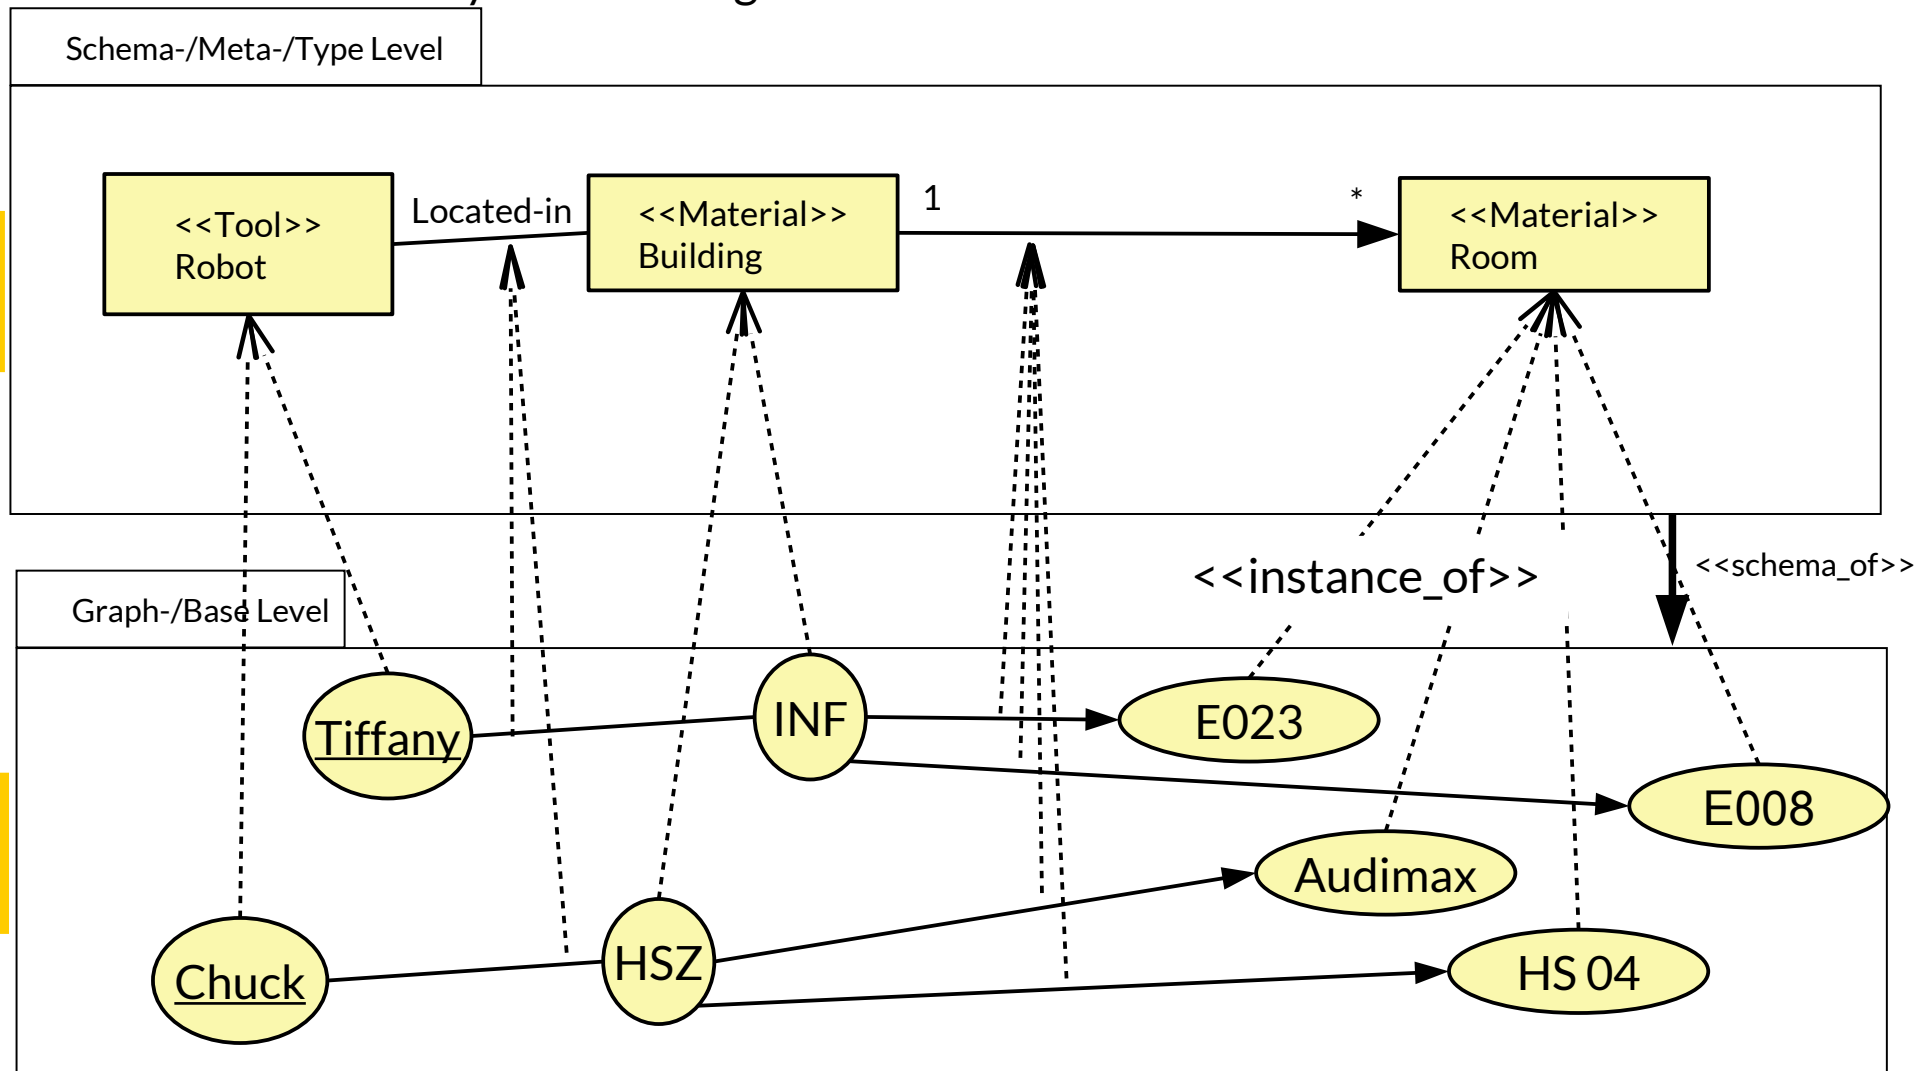 Schema-/Meta-/Type Level
<<Tool>>
Robot
Located-in
<<Material>>
Building
1
*
<<Material>>
Room
<<instance_of>>
<<schema_of>>
Graph-/Base Level
Tiffany
INF
E023
E008
Audimax
Chuck
HSZ
HS 04